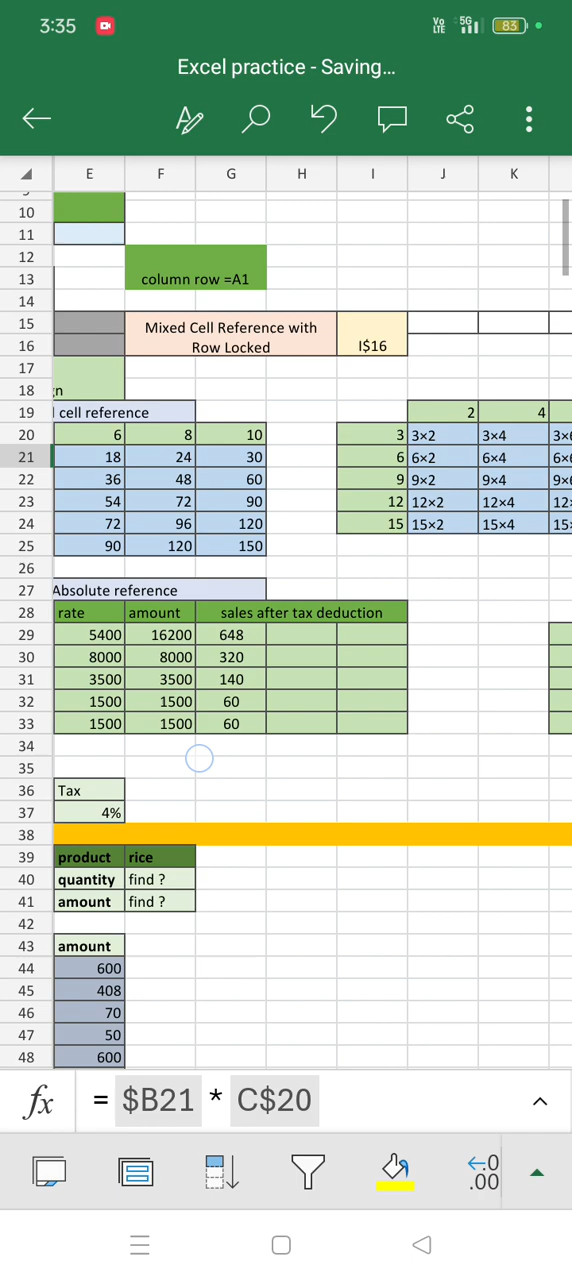 3:35 Vo LTE 5G 83
Excel practice - Saving...
E F G H I J K
10
11
12
13 column row =A1
14
15 Mixed Cell Reference with
16 Row Locked I$16
17
18
19 cell reference 2 4
20 6 8 10 3 3×2 3×4
21 18 24 30 6 6×2 6×4
22 36 48 60 9 9×2 9×4
23 54 72 90 12 12×2 12×4
24 72 96 120 15 15×2 15×4
25 90 120 150
26
27 Absolute reference
28 rate amount sales after tax deduction
29 5400 16200 648
30 8000 8000 320
31 3500 3500 140
32 1500 1500 60
33 1500 1500 60
34
35
36 Tax
37 4%
38
39 product rice
40 quantity find ?
41 amount find ?
42
43 amount
44 600
45 408
46 70
47 50
48 600
fx = $B21 * C$20
←.0
.00